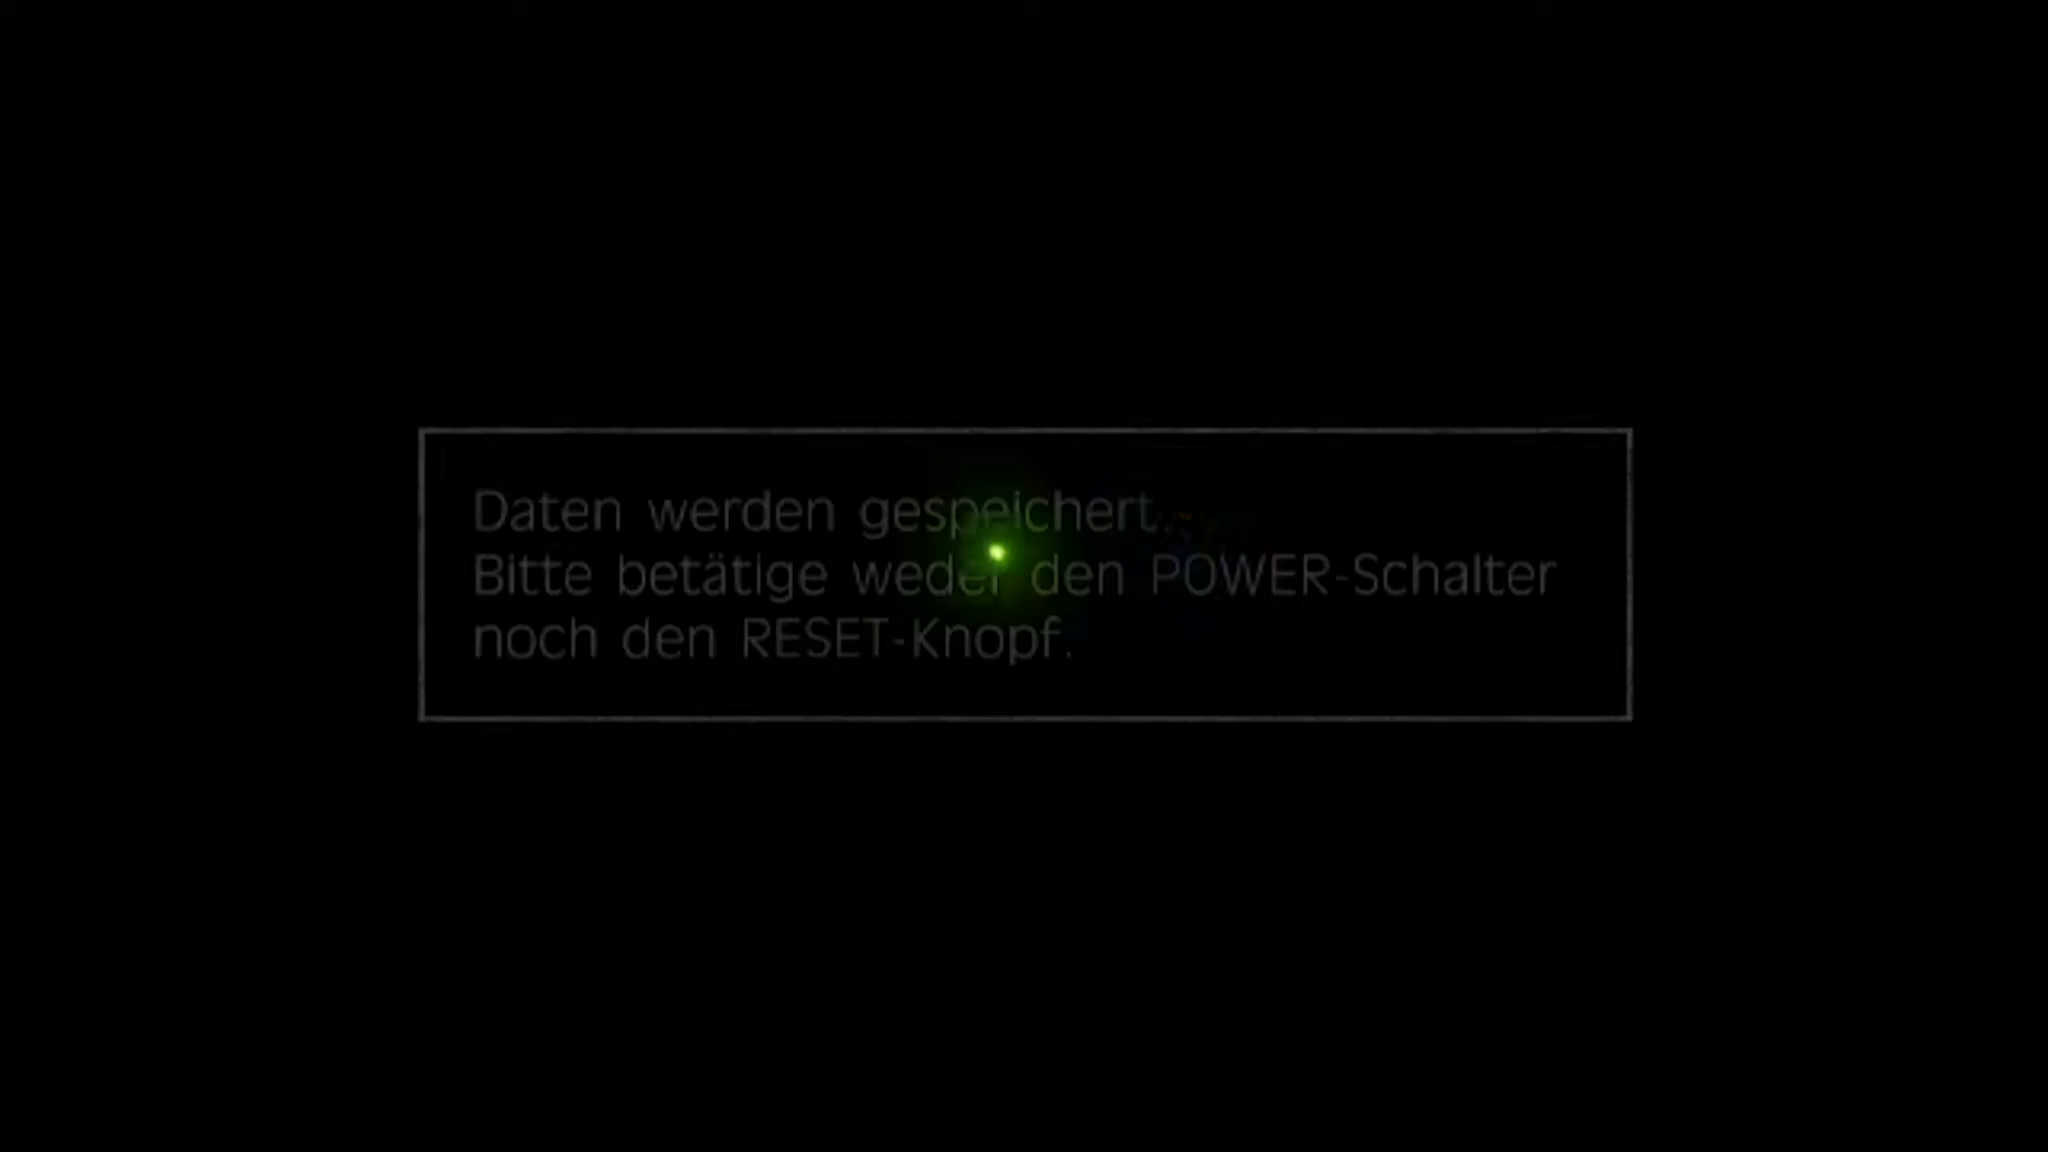 Daten werden gespeichert.
Bitte betätige weder den POWER-Schalter
noch den RESET-Knopf.